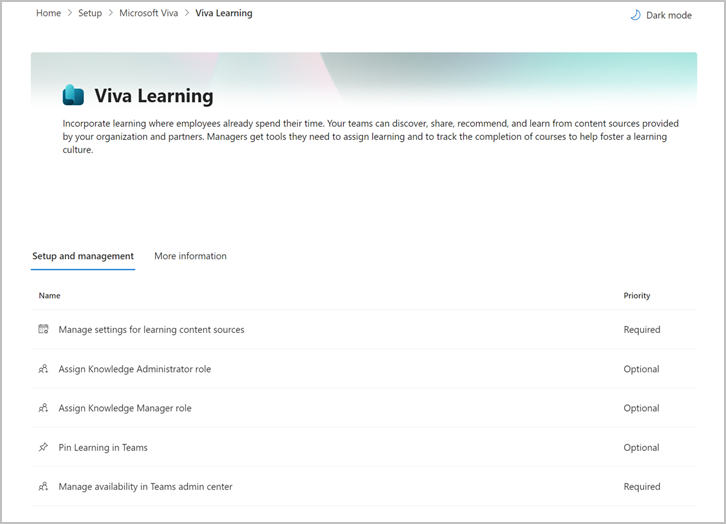 Home > Setup > Microsoft Viva > Viva Learning
Dark mode
Viva Learning
Incorporate learning where employees already spend their time. Your teams can discover, share, recommend, and learn from content sources provided
by your organization and partners. Managers get tools they need to assign learning and to track the completion of courses to help foster a learning
culture.
Setup and management
More information
Name Priority
Manage settings for learning content sources Required
Assign Knowledge Administrator role Optional
Assign Knowledge Manager role Optional
Pin Learning in Teams Optional
Manage availability in Teams admin center Required